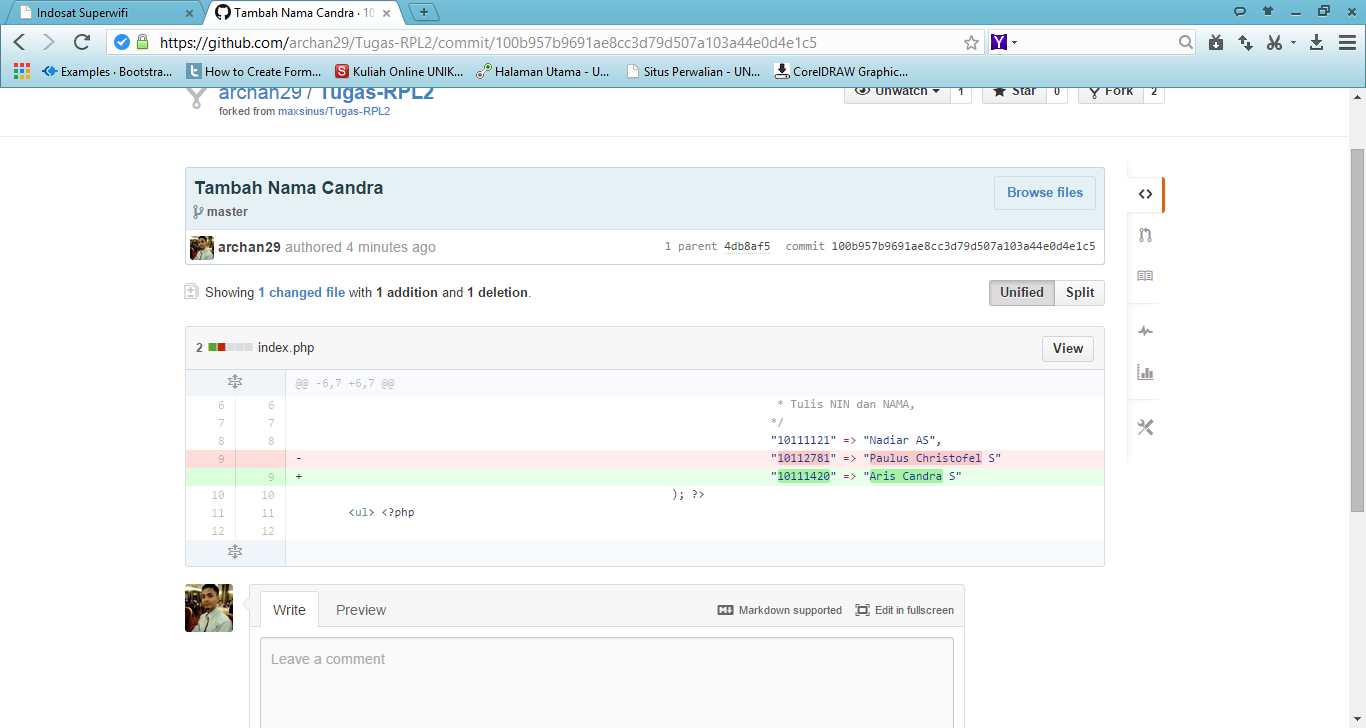 Indosat Superwifi
Tambah Nama Candra · 10
https://github.com/archan29/Tugas-RPL2/commit/100b957b9691ae8cc3d79d507a103a44e0d4e1c5
Examples · Bootstra... How to Create Form... Kuliah Online UNIK... Halaman Utama - U... Situs Perwalian - UN... CorelDRAW Graphic...
archan29 / Tugas-RPL2 Unwatch 1 Star 0 Fork 2
forked from maxsinus/Tugas-RPL2
Tambah Nama Candra
Browse files
master
archan29 authored 4 minutes ago 1 parent 4db8af5 commit 100b957b9691ae8cc3d79d507a103a44e0d4e1c5
Showing 1 changed file with 1 addition and 1 deletion. Unified Split
2 index.php View
@@ -6,7 +6,7 @@
6 6 * Tulis NIN dan NAMA,
7 7 */
8 8 "10111121" => "Nadiar AS",
9 - "10112781" => "Paulus Christofel S"
9 + "10111420" => "Aris Candra S"
10 10 ); ?>
11 11 <ul> <?php
12 12
Write Preview Markdown supported Edit in fullscreen
Leave a comment